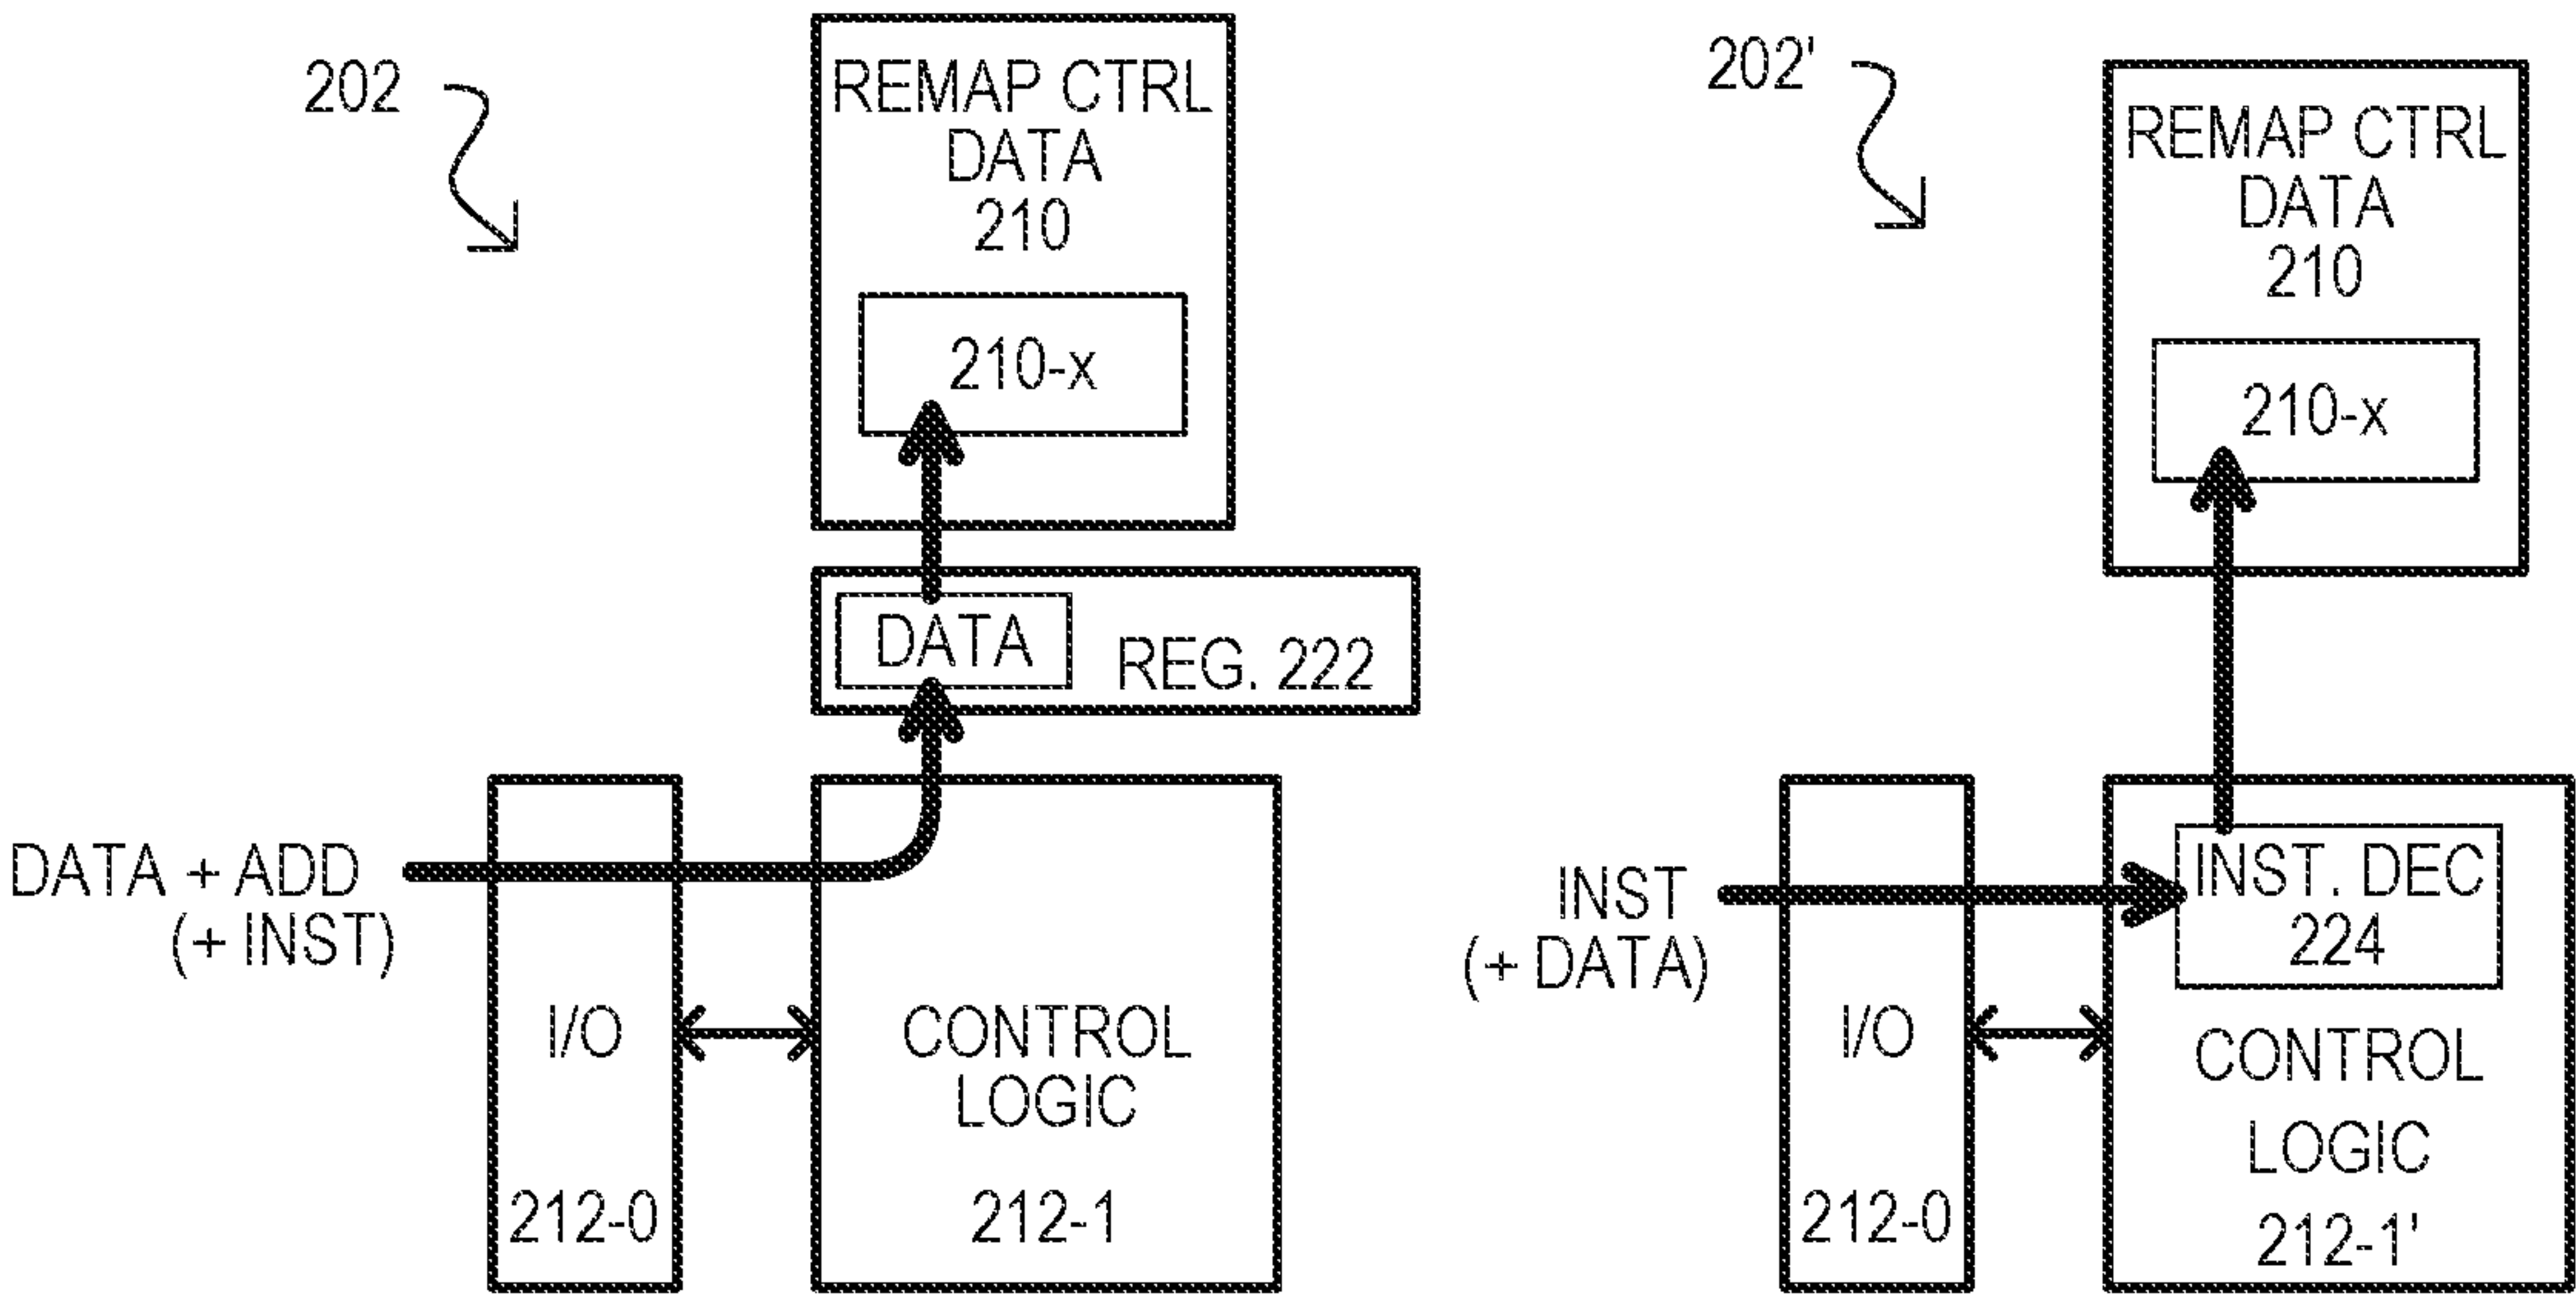 202
REMAP CTRL
DATA
210
210-x
DATA
REG. 222
DATA + ADD
(+ INST)
I/O
212-0
CONTROL
LOGIC
212-1
202'
REMAP CTRL
DATA
210
210-x
INST
(+ DATA)
I/O
212-0
INST. DEC
224
CONTROL
LOGIC
212-1'